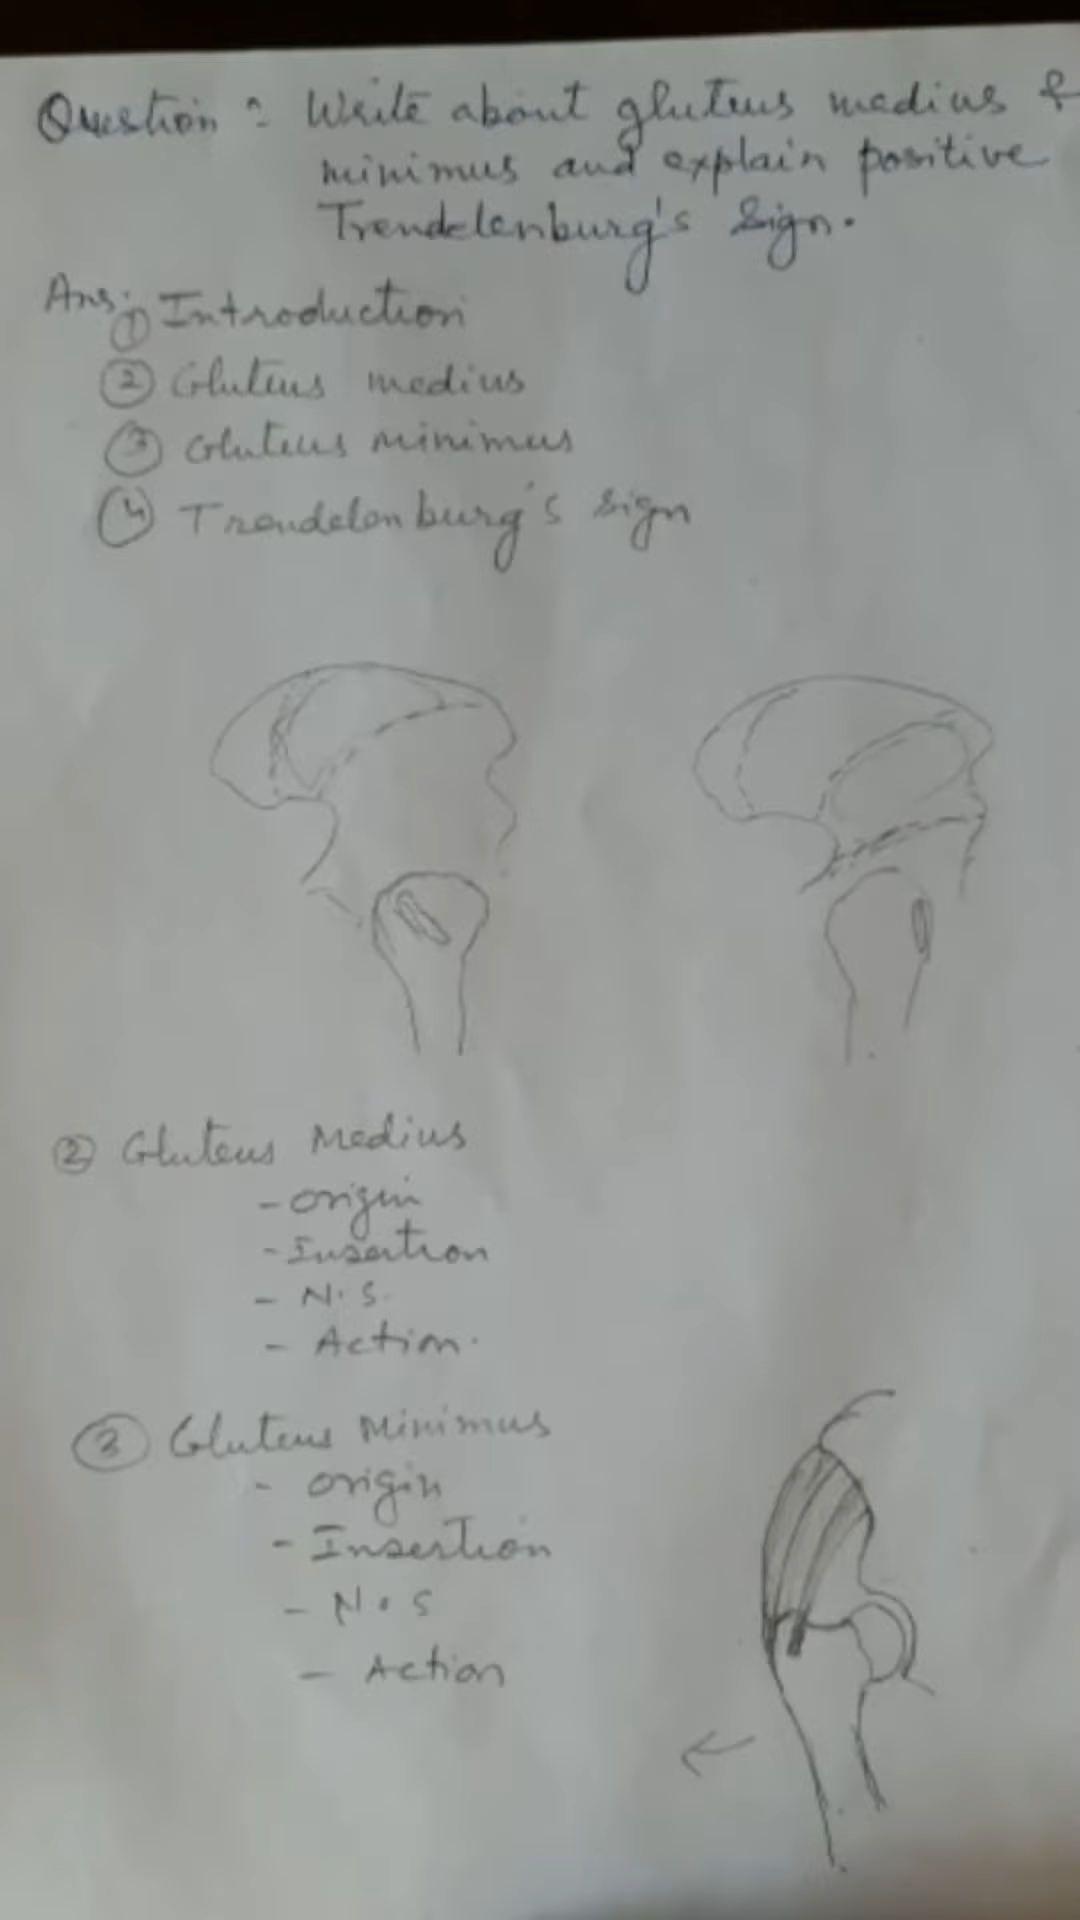 Question : Write about gluteus medius &
minimus and explain positive
Trendelenburg's sign.
Ans: ① Introduction
② Gluteus medius
③ Gluteus minimus
④ Trendelenburg's sign
② Gluteus Medius
- origin
- Insertion
- N.S.
- Action.
③ Gluteus Minimus
- origin
- Insertion
- N.S
- Action